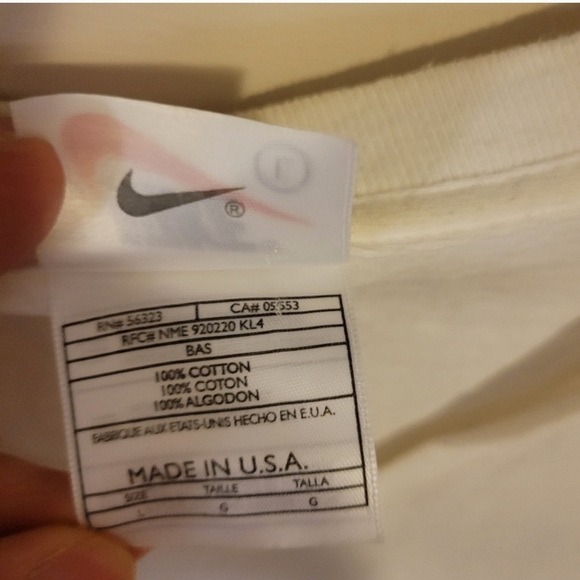 L
®
RN# 56323 CA# 05553
RFC# NME 920220 KL4
BAS
100% COTTON
100% COTON
100% ALGODON
FABRIQUE AUX ETATS-UNIS HECHO EN E.U.A.
MADE IN U.S.A.
SIZE TAILLE TALLA
L G G